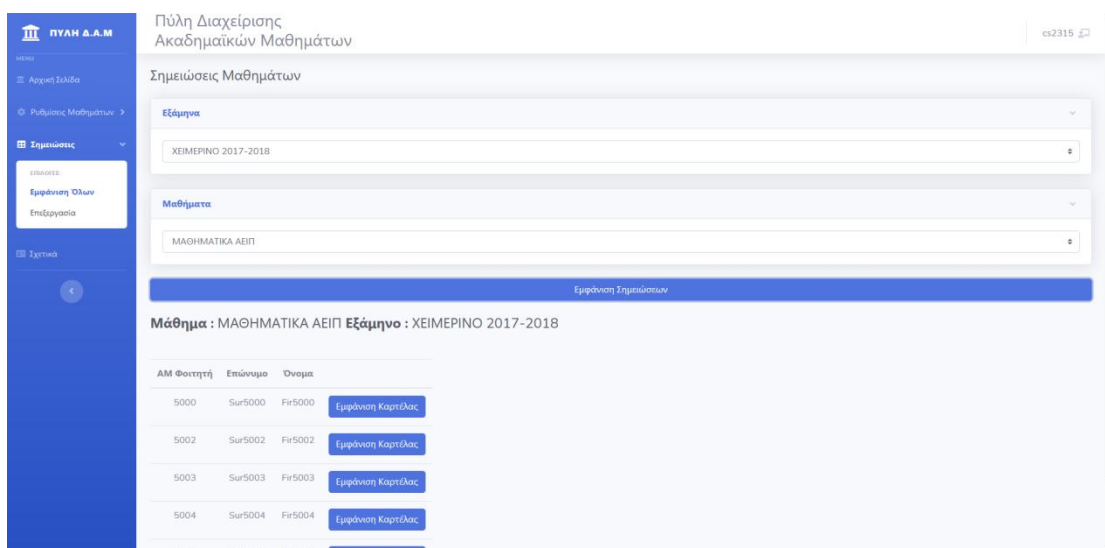 ΠΥΛΗ Δ.Α.Μ
MENU
Αρχική Σελίδα
Ρυθμίσεις Μαθημάτων
Σημειώσεις
ΕΠΙΛΟΓΕΣ
Εμφάνιση Όλων
Επεξεργασία
Σχετικά
Πύλη Διαχείρισης
Ακαδημαϊκών Μαθημάτων
cs2315
Σημειώσεις Μαθημάτων
Εξάμηνα
ΧΕΙΜΕΡΙΝΟ 2017-2018
Μαθήματα
ΜΑΘΗΜΑΤΙΚΑ ΑΕΙΠ
Εμφάνιση Σημειώσεων
Μάθημα : ΜΑΘΗΜΑΤΙΚΑ ΑΕΙΠ Εξάμηνο : ΧΕΙΜΕΡΙΝΟ 2017-2018
ΑΜ Φοιτητή Επώνυμο Όνομα
5000 Sur5000 Fir5000 Εμφάνιση Καρτέλας
5002 Sur5002 Fir5002 Εμφάνιση Καρτέλας
5003 Sur5003 Fir5003 Εμφάνιση Καρτέλας
5004 Sur5004 Fir5004 Εμφάνιση Καρτέλας